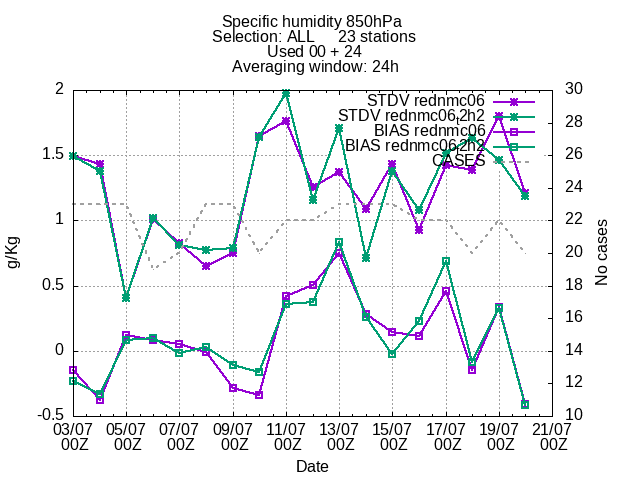 Specific humidity 850hPa
Selection: ALL 23 stations
Used 00 + 24
Averaging window: 24h
STDV rednmc06
STDV rednmc06_t2h2
BIAS rednmc06
BIAS rednmc06_t2h2
CASES
2
1.5
1
0.5
0
-0.5
g/Kg
30
28
26
24
22
20
18
16
14
12
10
No cases
03/07 05/07 07/07 09/07 11/07 13/07 15/07 17/07 19/07 21/07
00Z 00Z 00Z 00Z 00Z 00Z 00Z 00Z 00Z 00Z
Date